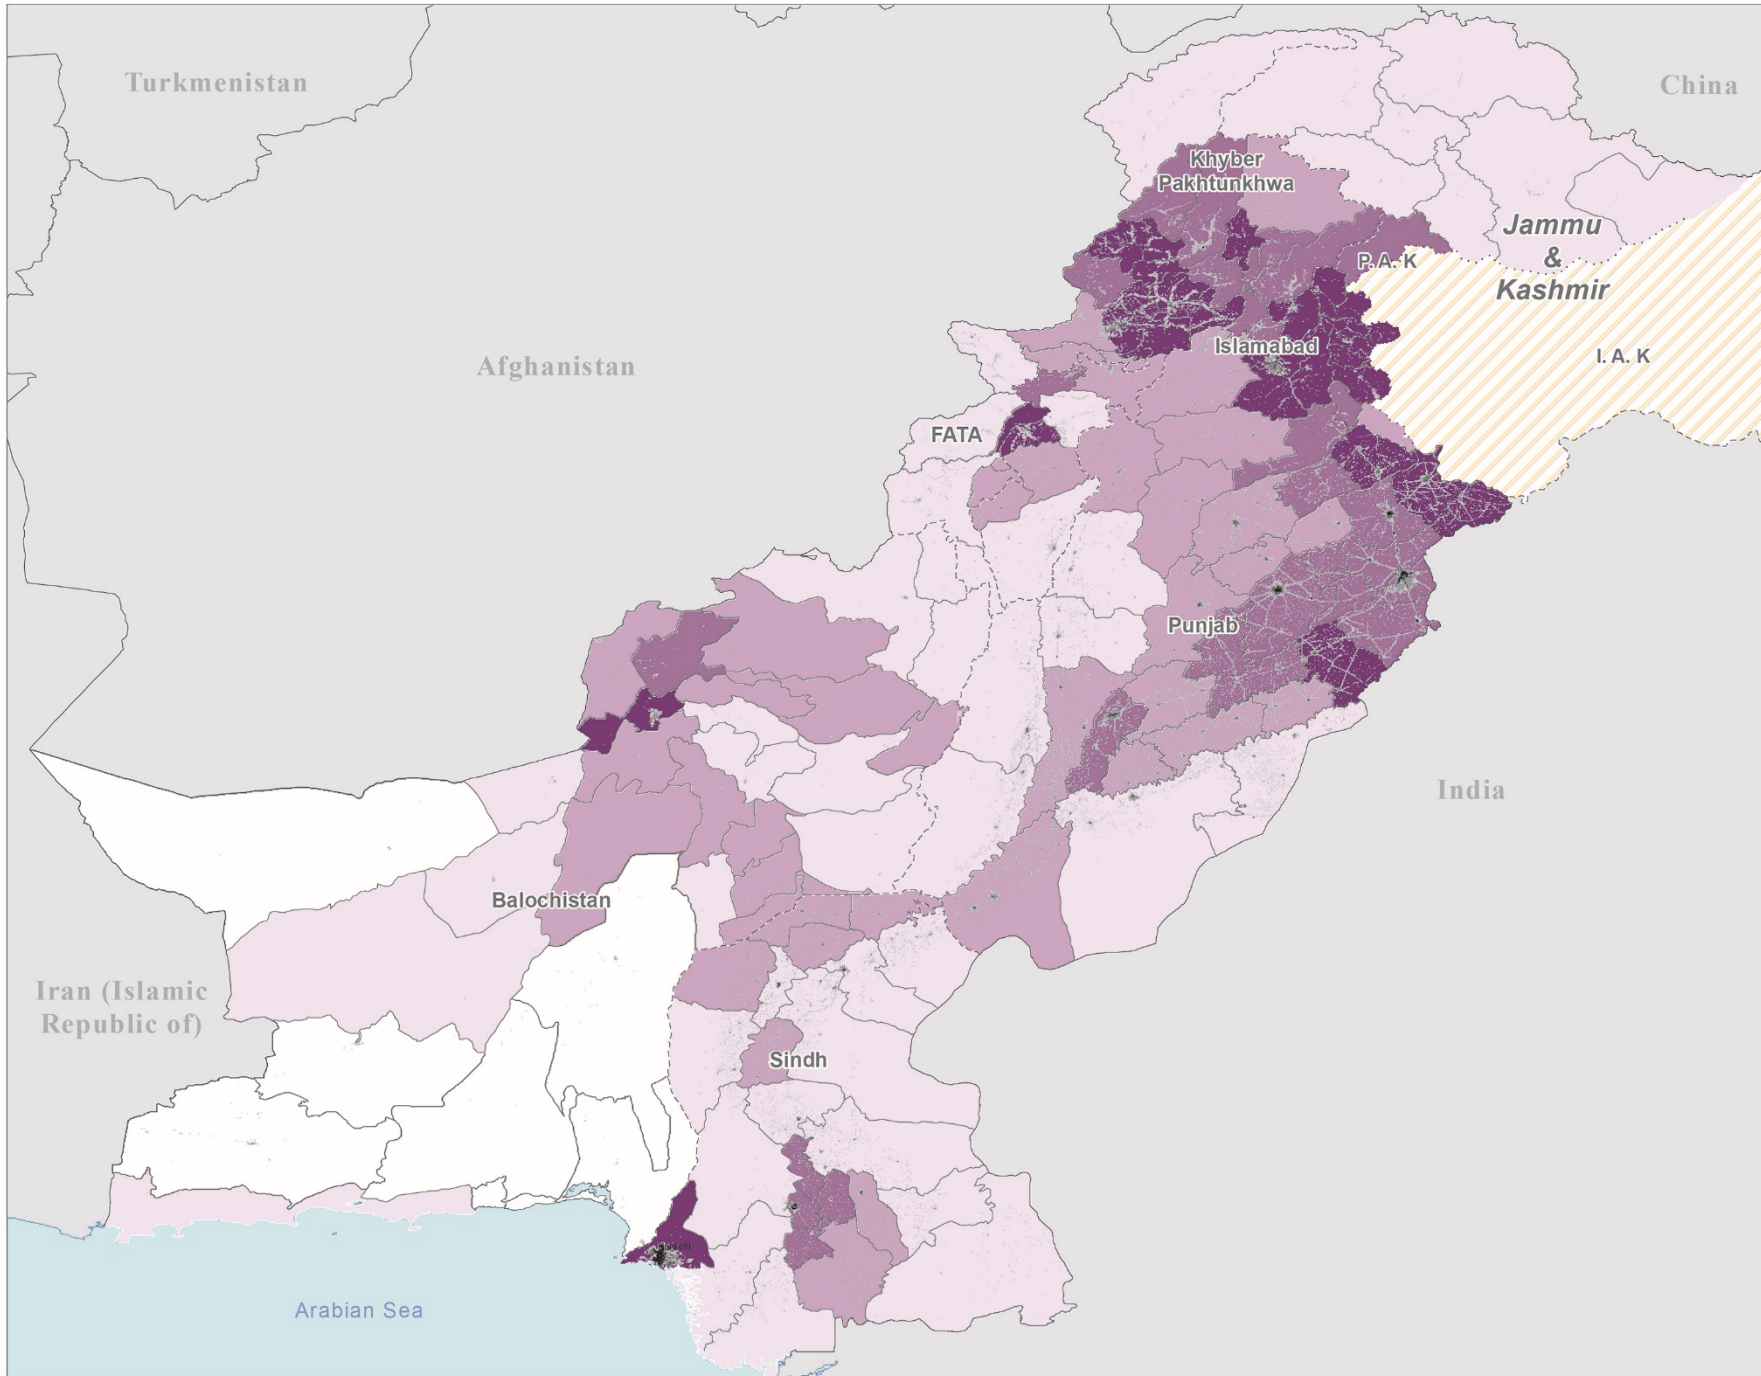 Turkmenistan
China
Khyber
Pakhtunkhwa
Jammu
&
Kashmir
P. A. K
Islamabad
I. A. K
Afghanistan
FATA
Punjab
India
Balochistan
Iran (Islamic
Republic of)
Sindh
Karachi
Arabian Sea